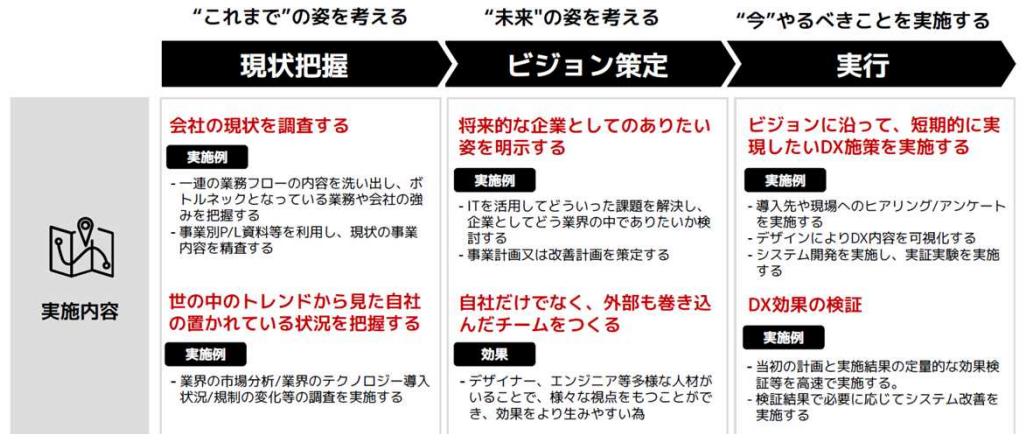 “これまで”の姿を考える
“未来"の姿を考える
“今”やるべきことを実施する
現状把握
ビジョン策定
実行
実施内容
会社の現状を調査する
実施例
- 一連の業務フローの内容を洗い出し、ボ
トルネックとなっている業務や会社の強
みを把握する
- 事業別P/L資料等を利用し、現状の事業
内容を精査する
世の中のトレンドから見た自社
の置かれている状況を把握する
実施例
- 業界の市場分析/業界のテクノロジー導入
状況/規制の変化等の調査を実施する
将来的な企業としてのありたい
姿を明示する
実施例
- ITを活用してどういった課題を解決し、
企業としてどう業界の中でありたいか検
討する
- 事業計画又は改善計画を策定する
自社だけでなく、外部も巻き込
んだチームをつくる
効果
- デザイナー、エンジニア等多様な人材が
いることで、様々な視点をもつことがで
き、効果をより生みやすい為
ビジョンに沿って、短期的に実
現したいDX施策を実施する
実施例
- 導入先や現場へのヒアリング/アンケート
を実施する
- デザインによりDX内容を可視化する
- システム開発を実施し、実証実験を実施
する
DX効果の検証
実施例
- 当初の計画と実施結果の定量的な効果検
証等を高速で実施する。
- 検証結果で必要に応じてシステム改善を
実施する